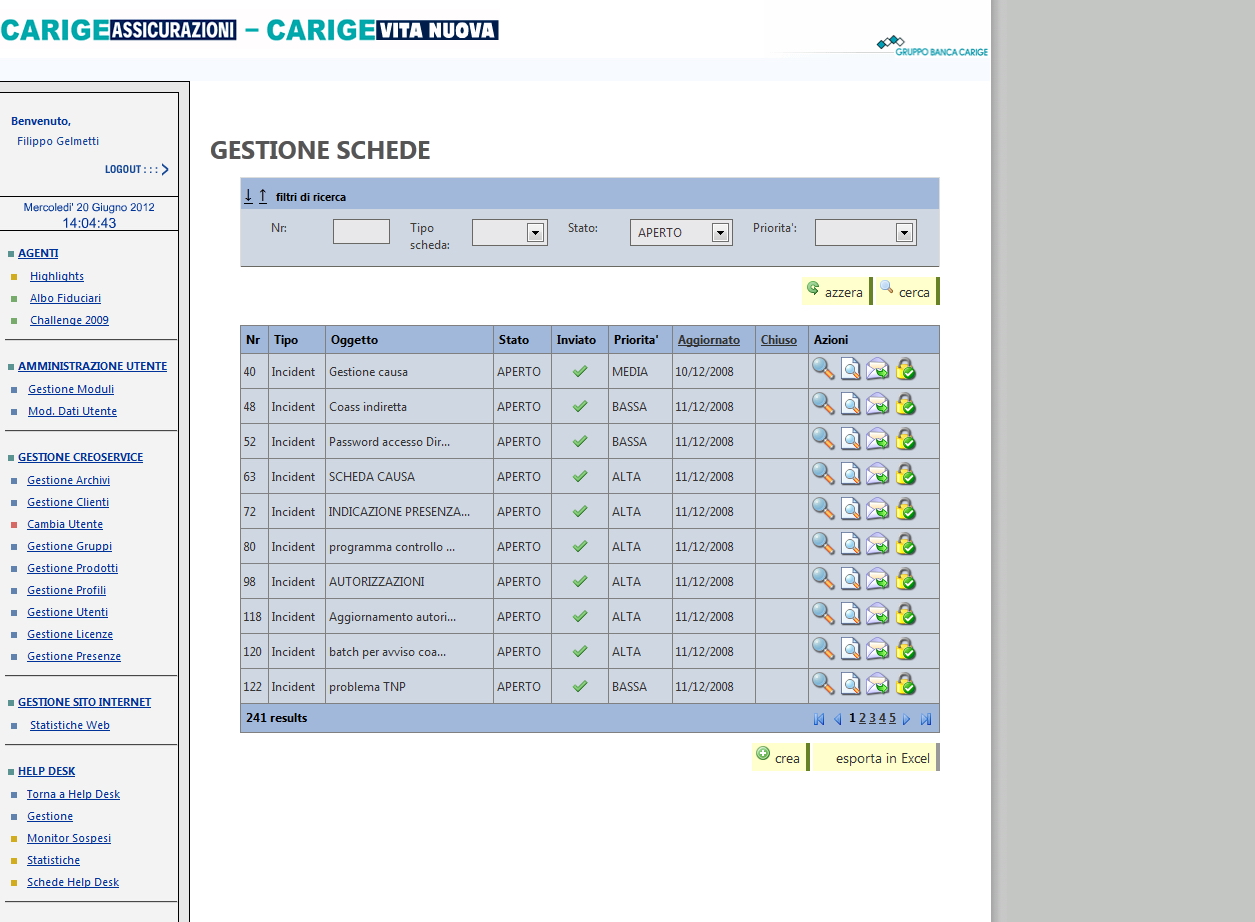 CARIGE ASSICURAZIONI – CARIGE VITA NUOVA
GRUPPO BANCA CARIGE
Benvenuto,
Filippo Gelmetti
LOGOUT : : :
Mercoledi' 20 Giugno 2012
14:04:43
AGENTI
Highlights
Albo Fiduciari
Challenge 2009
AMMINISTRAZIONE UTENTE
Gestione Moduli
Mod. Dati Utente
GESTIONE CREOSERVICE
Gestione Archivi
Gestione Clienti
Cambia Utente
Gestione Gruppi
Gestione Prodotti
Gestione Profili
Gestione Utenti
Gestione Licenze
Gestione Presenze
GESTIONE SITO INTERNET
Statistiche Web
HELP DESK
Torna a Help Desk
Gestione
Monitor Sospesi
Statistiche
Schede Help Desk
GESTIONE SCHEDE
filtri di ricerca
Nr: Tipo scheda: Stato: APERTO Priorita':
azzera cerca
Nr Tipo Oggetto Stato Inviato Priorita' Aggiornato Chiuso Azioni
40 Incident Gestione causa APERTO MEDIA 10/12/2008
48 Incident Coass indiretta APERTO BASSA 11/12/2008
52 Incident Password accesso Dir... APERTO BASSA 11/12/2008
63 Incident SCHEDA CAUSA APERTO ALTA 11/12/2008
72 Incident INDICAZIONE PRESENZA... APERTO ALTA 11/12/2008
80 Incident programma controllo ... APERTO ALTA 11/12/2008
98 Incident AUTORIZZAZIONI APERTO ALTA 11/12/2008
118 Incident Aggiornamento autori... APERTO ALTA 11/12/2008
120 Incident batch per avviso coa... APERTO ALTA 11/12/2008
122 Incident problema TNP APERTO BASSA 11/12/2008
241 results 1 2 3 4 5
crea esporta in Excel